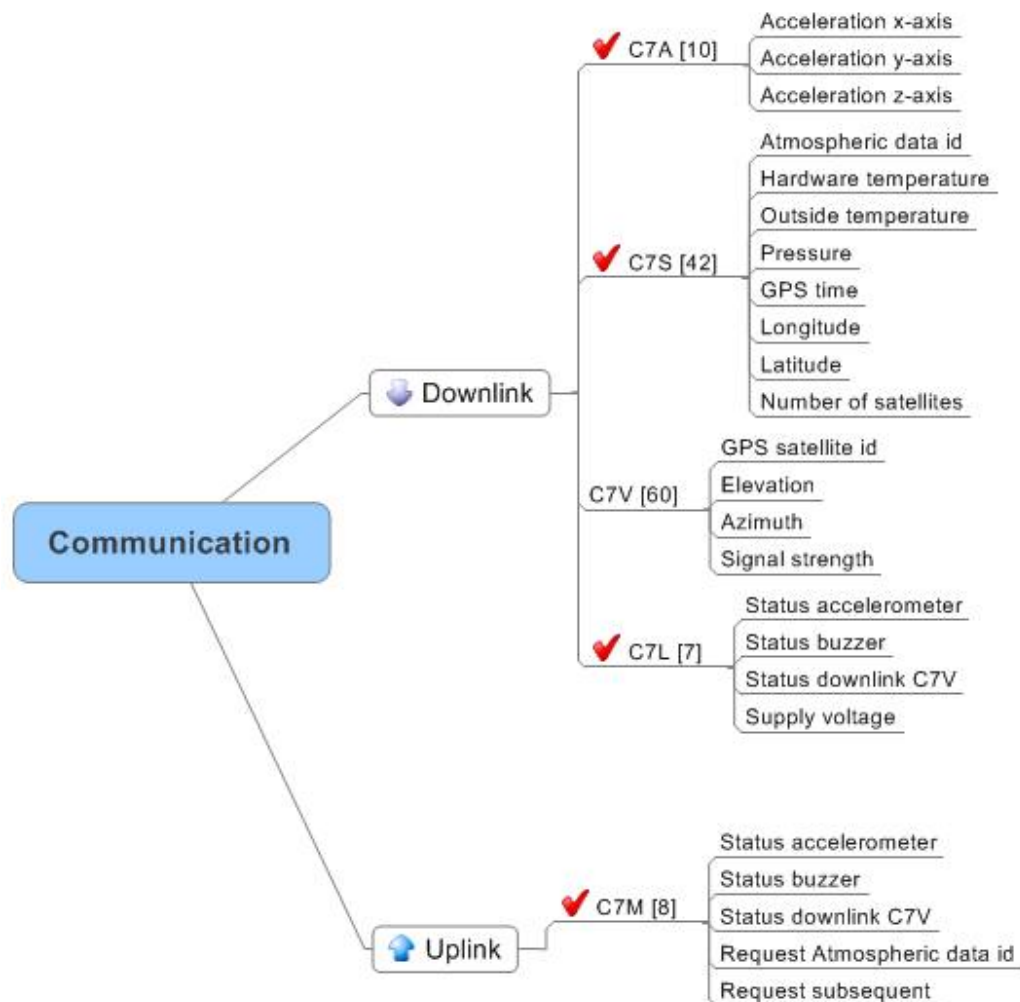 Communication
Downlink
C7A [10]
Acceleration x-axis
Acceleration y-axis
Acceleration z-axis
C7S [42]
Atmospheric data id
Hardware temperature
Outside temperature
Pressure
GPS time
Longitude
Latitude
Number of satellites
C7V [60]
GPS satellite id
Elevation
Azimuth
Signal strength
C7L [7]
Status accelerometer
Status buzzer
Status downlink C7V
Supply voltage
Uplink
C7M [8]
Status accelerometer
Status buzzer
Status downlink C7V
Request Atmospheric data id
Request subsequent